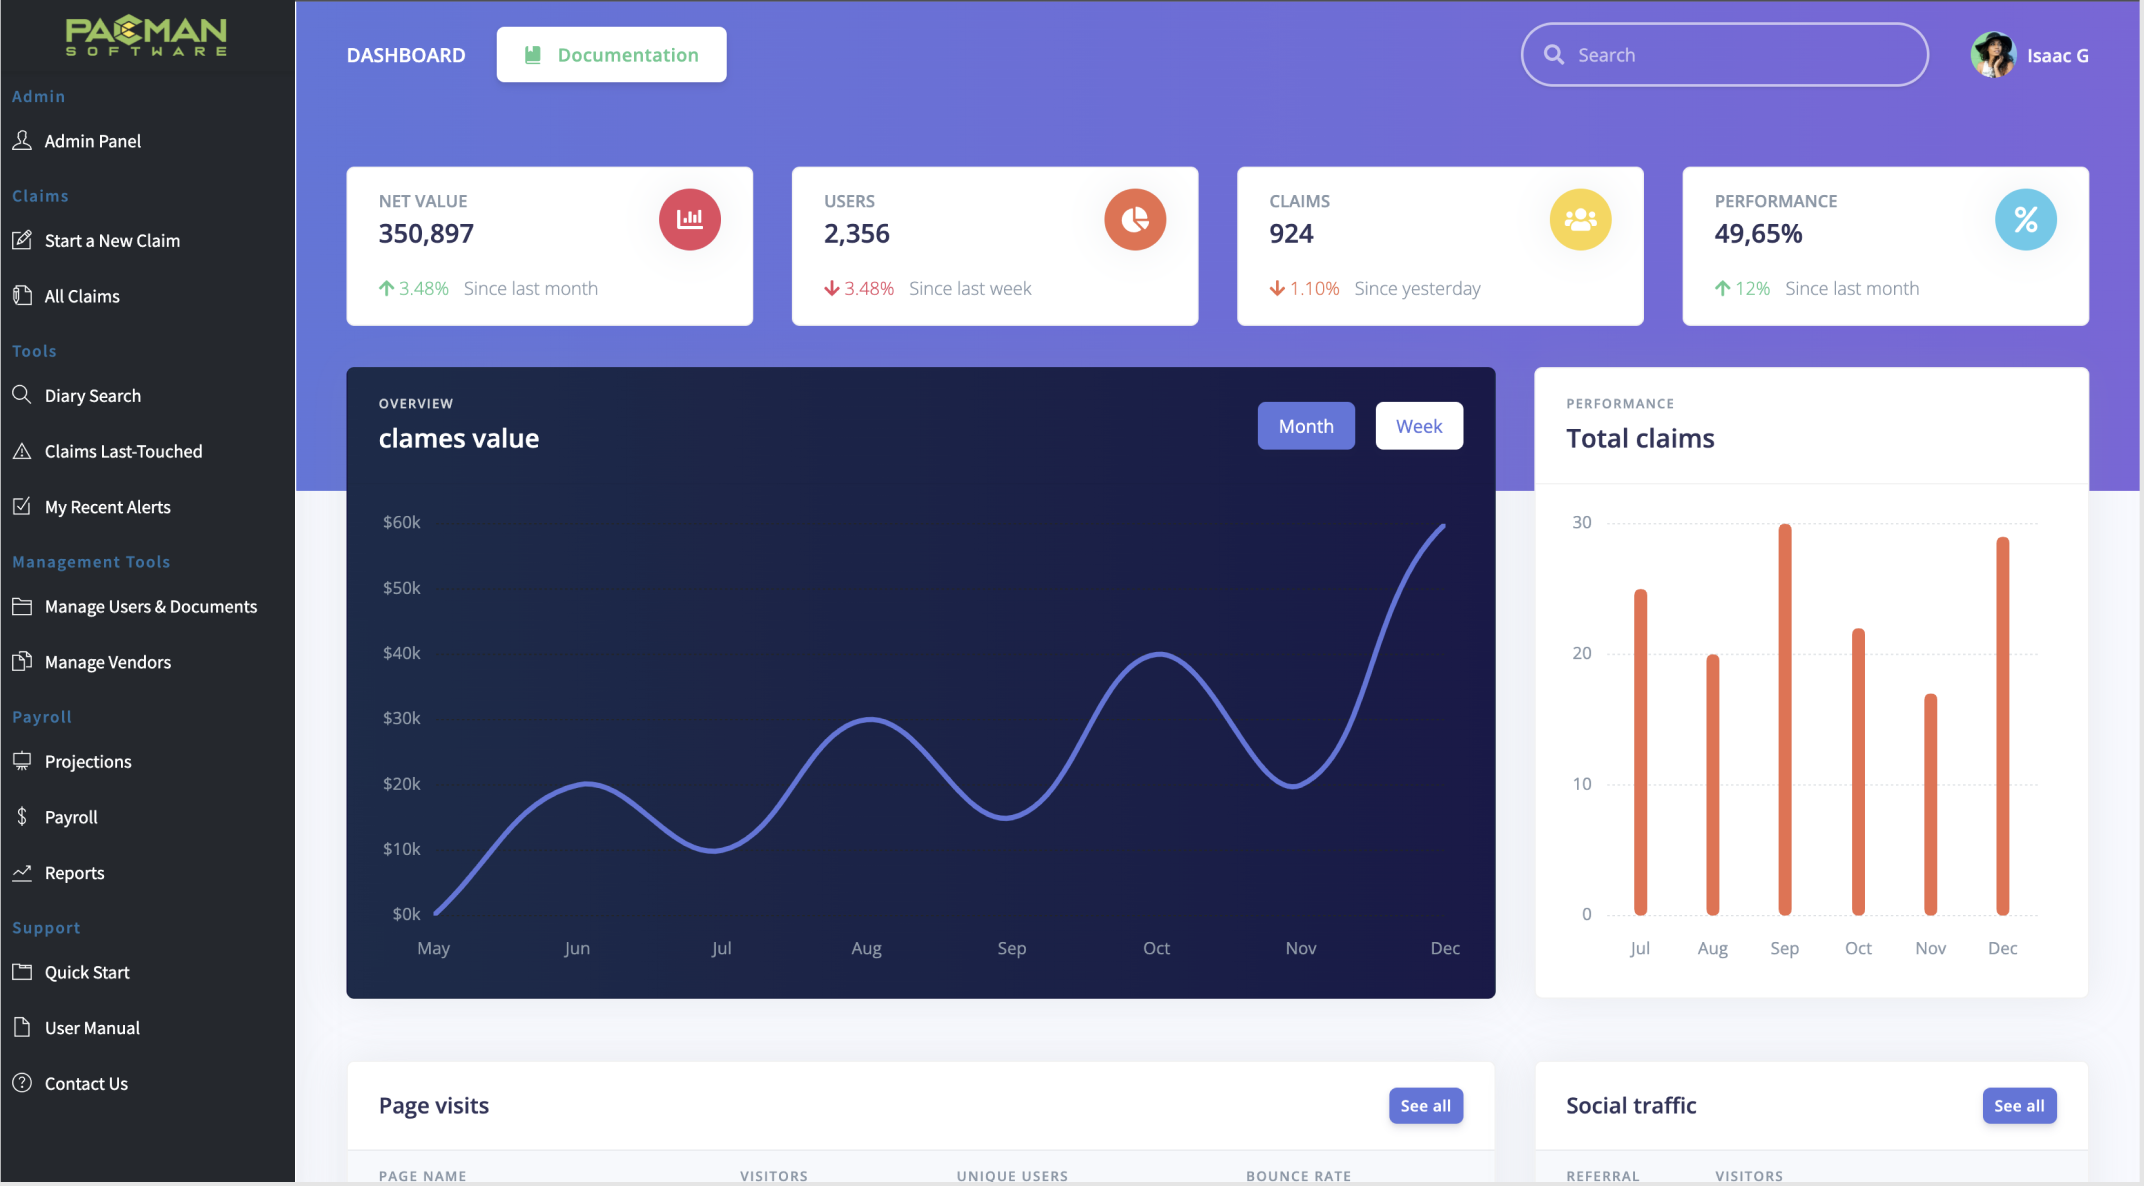 PACMAN
SOFTWARE
Admin
Admin Panel
Claims
Start a New Claim
All Claims
Tools
Diary Search
Claims Last-Touched
My Recent Alerts
Management Tools
Manage Users & Documents
Manage Vendors
Payroll
Projections
Payroll
Reports
Support
Quick Start
User Manual
Contact Us
DASHBOARD
Documentation
Search
Isaac G
NET VALUE
350,897
3.48% Since last month
USERS
2,356
3.48% Since last week
CLAIMS
924
1.10% Since yesterday
PERFORMANCE
49,65%
12% Since last month
OVERVIEW
clames value
Month
Week
$60k
$50k
$40k
$30k
$20k
$10k
$0k
May Jun Jul Aug Sep Oct Nov Dec
PERFORMANCE
Total claims
30
20
10
0
Jul Aug Sep Oct Nov Dec
Page visits
See all
PAGE NAME VISITORS UNIQUE USERS BOUNCE RATE
Social traffic
See all
REFERRAL VISITORS